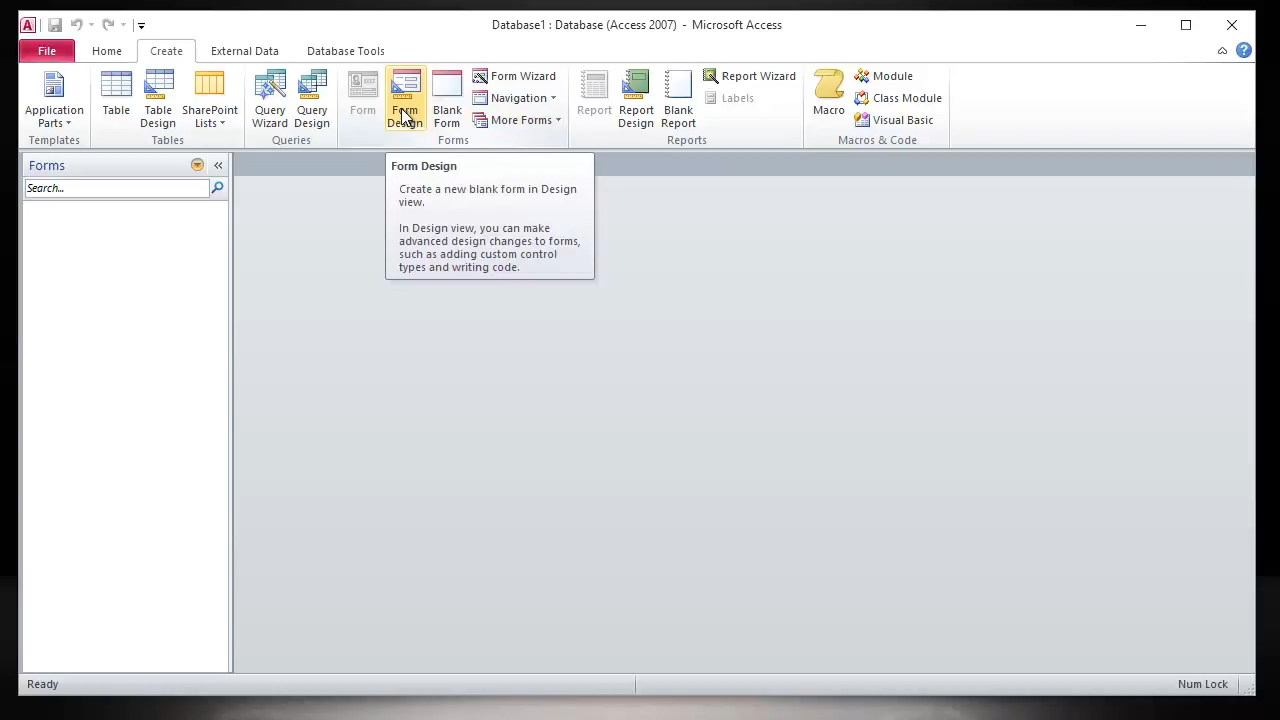 Database1 : Database (Access 2007) - Microsoft Access
File Home Create External Data Database Tools
Application Parts
Templates
Table
Table Design
SharePoint Lists
Tables
Query Wizard
Query Design
Queries
Form
Form Design
Blank Form
Form Wizard
Navigation
More Forms
Forms
Report
Report Design
Blank Report
Report Wizard
Labels
Reports
Macro
Module
Class Module
Visual Basic
Macros & Code
Forms
Search...
Form Design
Create a new blank form in Design
view.
In Design view, you can make
advanced design changes to forms,
such as adding custom control
types and writing code.
Ready
Num Lock